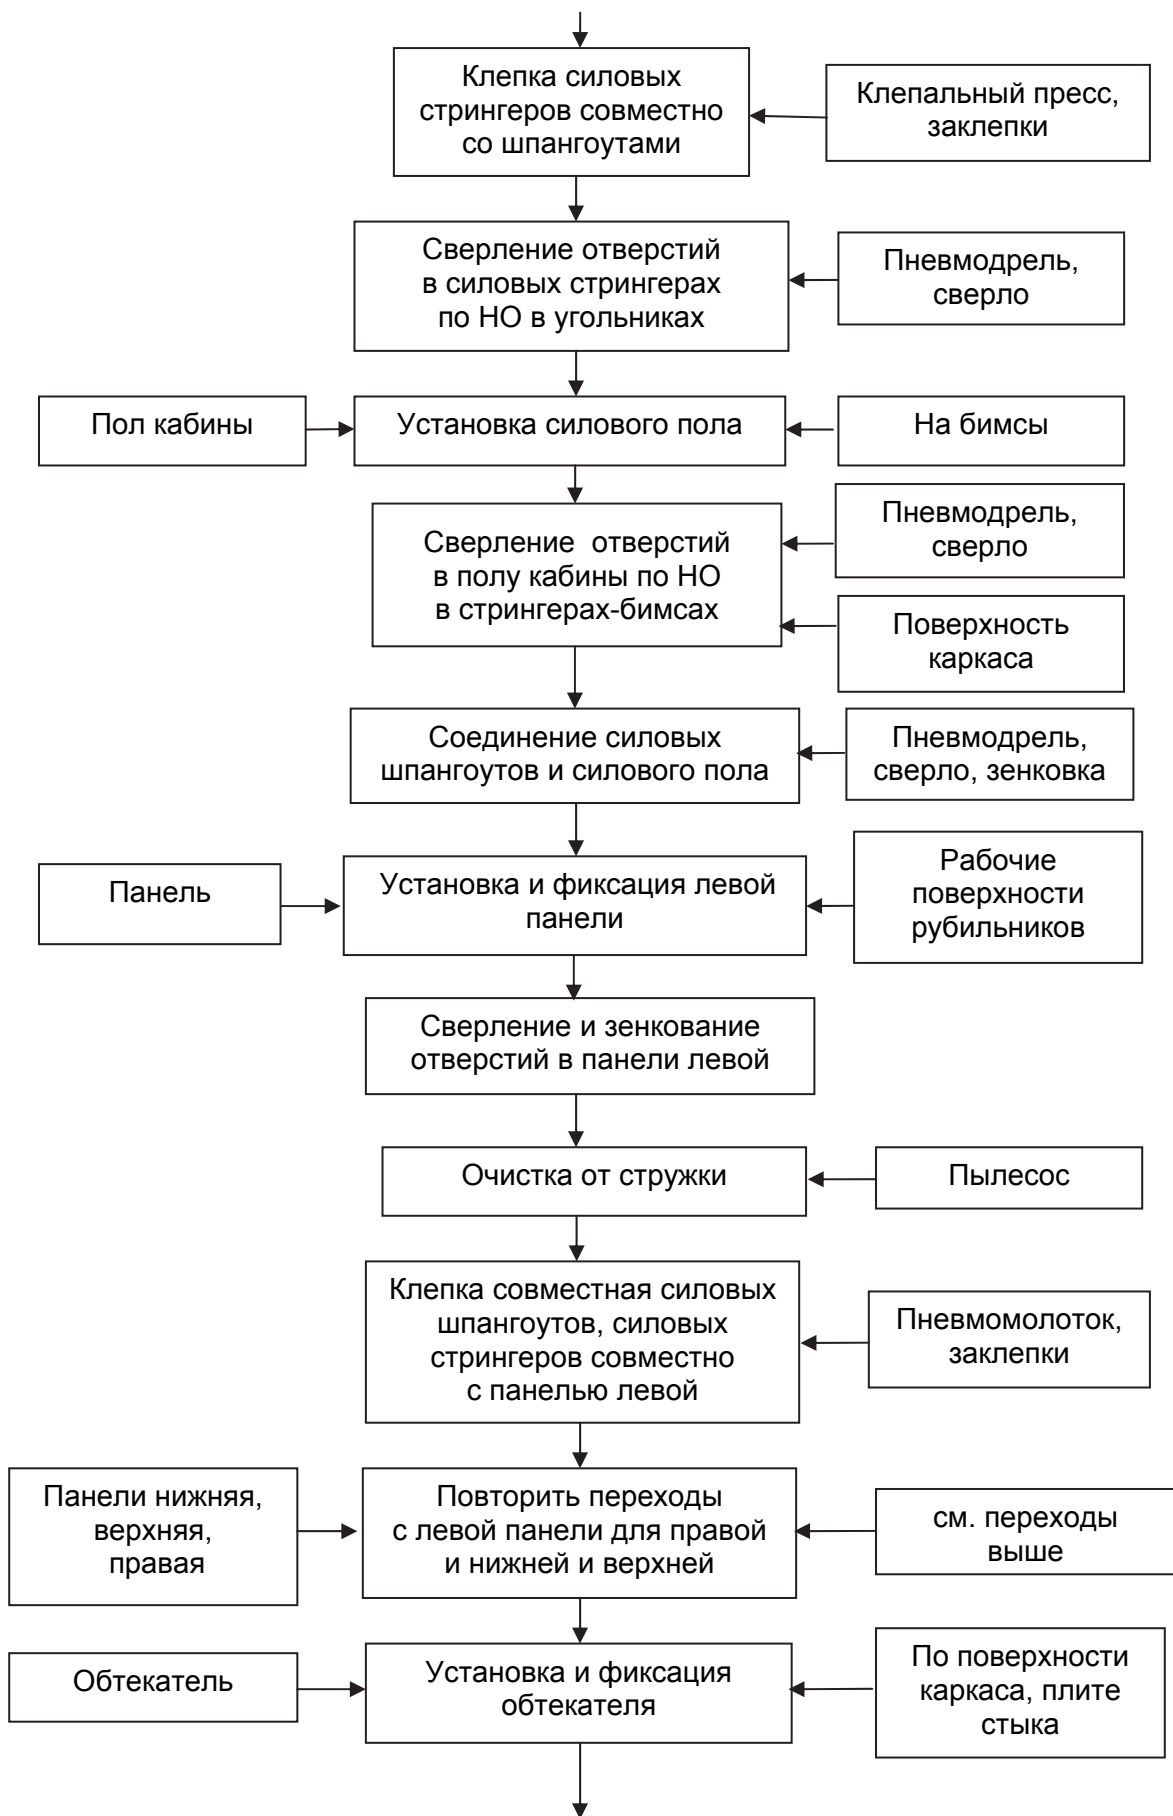 Клепка силовых
стрингеров совместно
со шпангоутами
Клепальный пресс,
заклепки
Сверление отверстий
в силовых стрингерах
по НО в угольниках
Пневмодрель,
сверло
Пол кабины
Установка силового пола
На бимсы
Сверление отверстий
в полу кабины по НО
в стрингерах-бимсах
Пневмодрель,
сверло
Поверхность
каркаса
Соединение силовых
шпангоутов и силового пола
Пневмодрель,
сверло, зенковка
Панель
Установка и фиксация левой
панели
Рабочие
поверхности
рубильников
Сверление и зенкование
отверстий в панели левой
Очистка от стружки
Пылесос
Клепка совместная силовых
шпангоутов, силовых
стрингеров совместно
с панелью левой
Пневмомолоток,
заклепки
Панели нижняя,
верхняя,
правая
Повторить переходы
с левой панели для правой
и нижней и верхней
см. переходы
выше
Обтекатель
Установка и фиксация
обтекателя
По поверхности
каркаса, плите
стыка